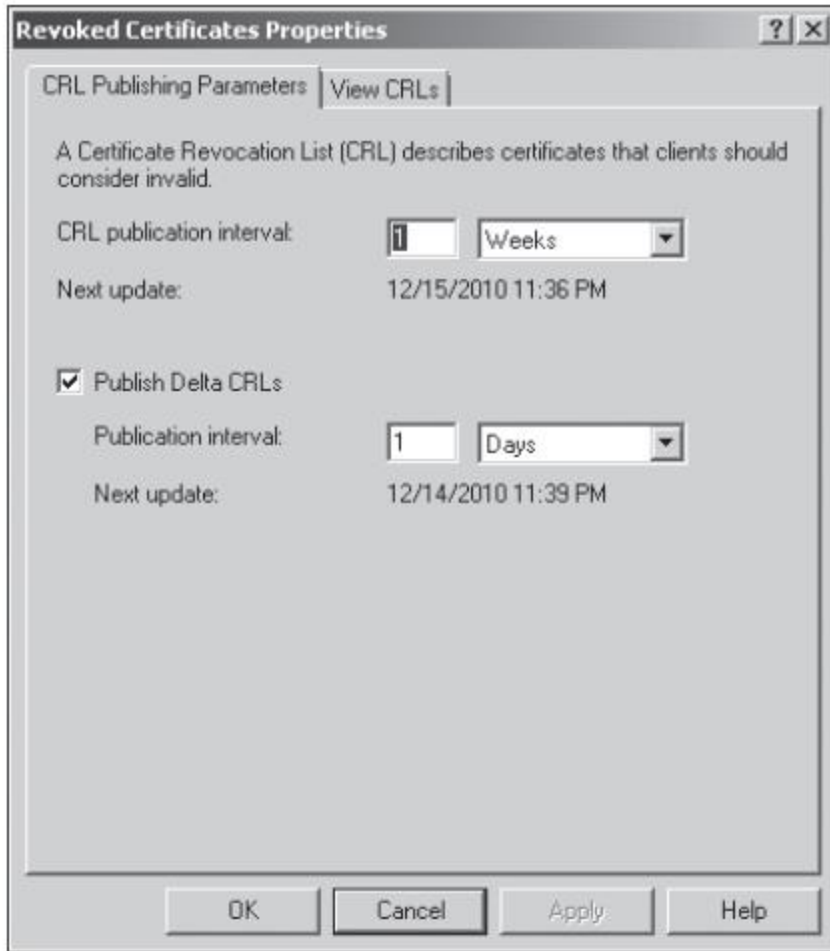 Revoked Certificates Properties
CRL Publishing Parameters View CRLs
A Certificate Revocation List (CRL) describes certificates that clients should
consider invalid.
CRL publication interval: 1 Weeks
Next update: 12/15/2010 11:36 PM
Publish Delta CRLs
Publication interval: 1 Days
Next update: 12/14/2010 11:39 PM
OK Cancel Apply Help